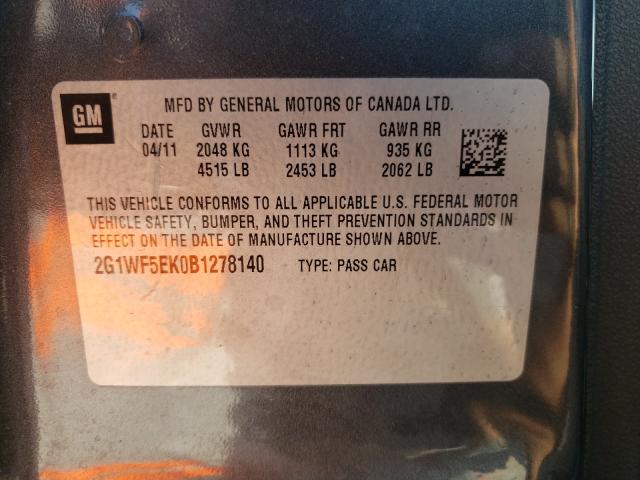 GM
MFD BY GENERAL MOTORS OF CANADA LTD.
DATE GVWR GAWR FRT GAWR RR
04/11 2048 KG 1113 KG 935 KG
4515 LB 2453 LB 2062 LB
THIS VEHICLE CONFORMS TO ALL APPLICABLE U.S. FEDERAL MOTOR
VEHICLE SAFETY, BUMPER, AND THEFT PREVENTION STANDARDS IN
EFFECT ON THE DATE OF MANUFACTURE SHOWN ABOVE.
2G1WF5EK0B1278140 TYPE: PASS CAR